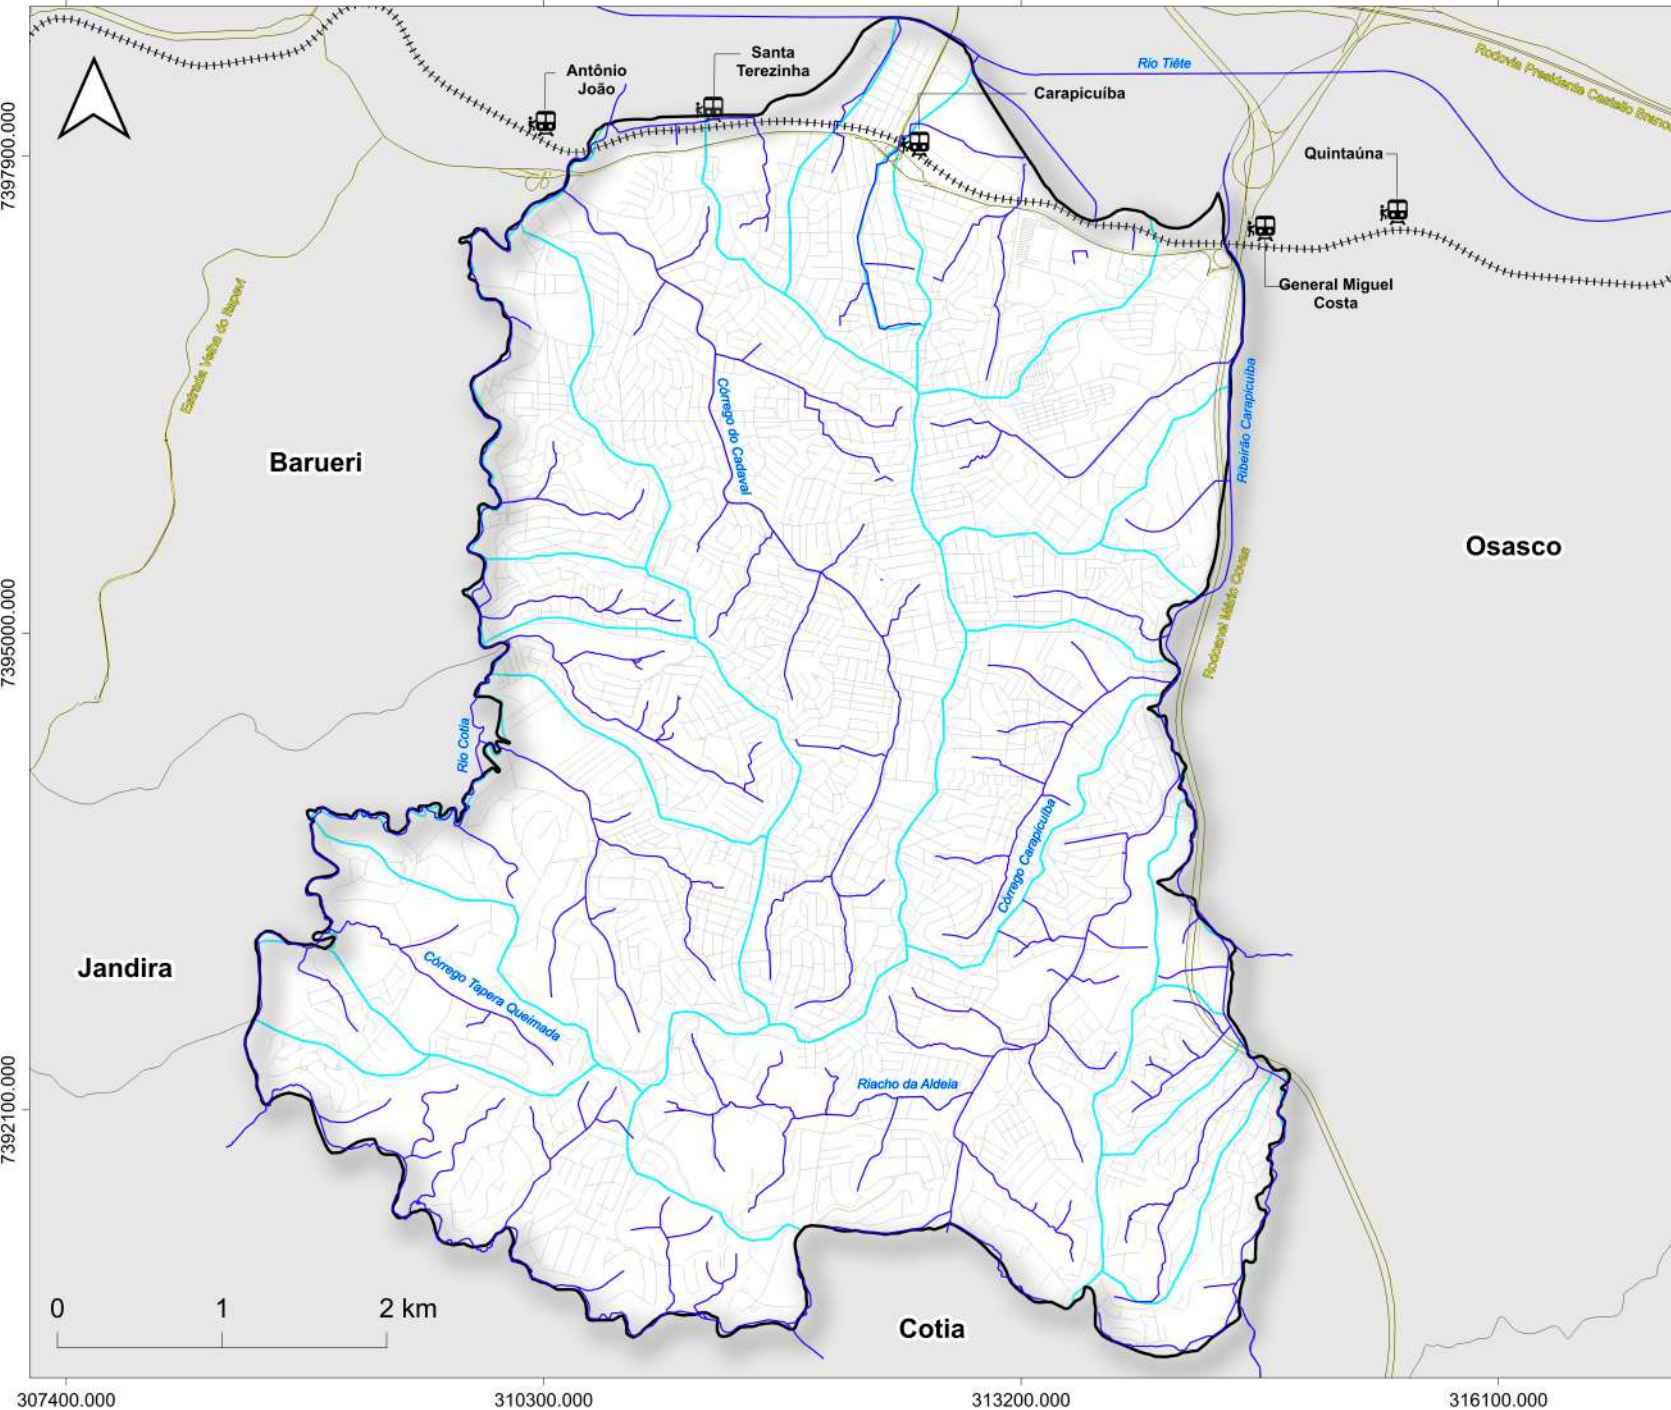 Santa
Terezinha
Antônio
João
Rio Tiête
Rodovia Presidente Castello Branco
Carapicuíba
Quintaúna
General Miguel
Costa
7397900.000
Estrada Velha do Itapevi
Córrego do Cadaval
Ribeirão Carapicuíba
Barueri
Osasco
Rodoanel Mário Covas
7395000.000
Rio Cotia
Córrego Carapicuíba
Jandira
Córrego Tapera Queimada
Riacho da Aldeia
7392100.000
0 1 2 km
Cotia
307400.000 310300.000 313200.000 316100.000